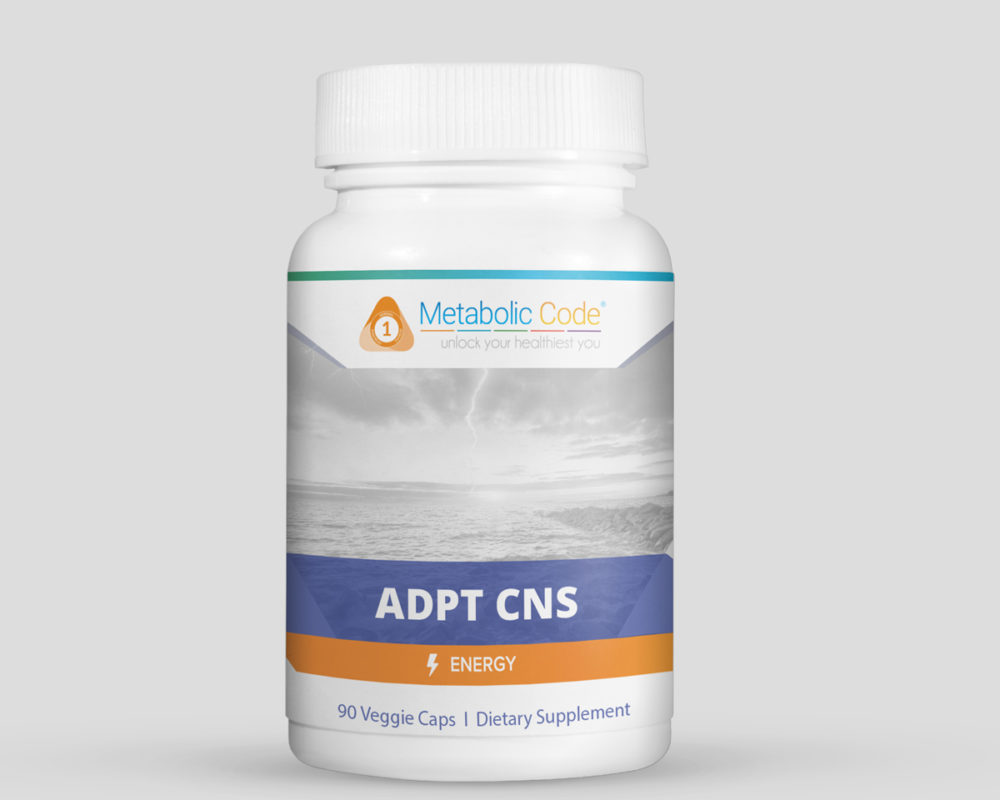 1
Metabolic Code®
unlock your healthiest you
ADPT CNS
ENERGY
90 Veggie Caps | Dietary Supplement